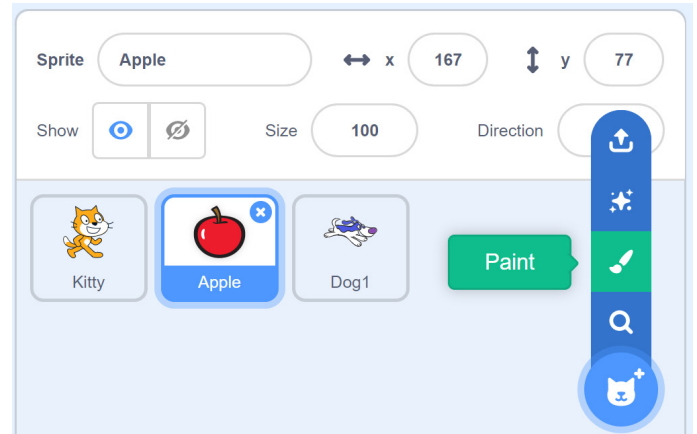 Sprite Apple x 167 y 77
Show Size 100 Direction
Paint
Kitty Apple Dog1